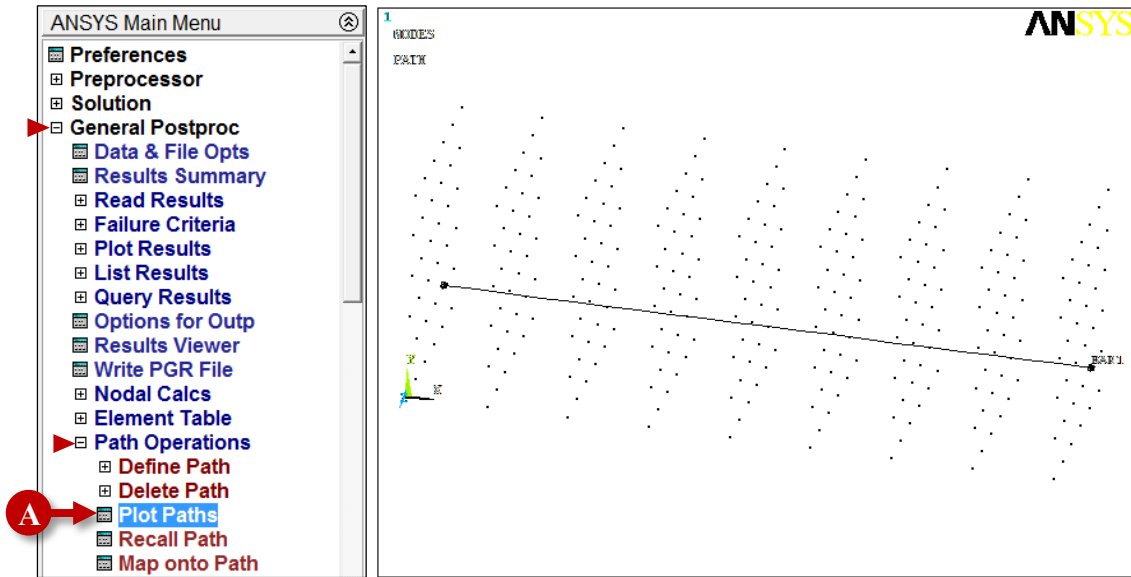 ANSYS Main Menu
Preferences
Preprocessor
Solution
General Postproc
Data & File Opts
Results Summary
Read Results
Failure Criteria
Plot Results
List Results
Query Results
Options for Outp
Results Viewer
Write PGR File
Nodal Calcs
Element Table
Path Operations
Define Path
Delete Path
A
Plot Paths
Recall Path
Map onto Path
1
NODES
PATH
ANSYS
Y
X